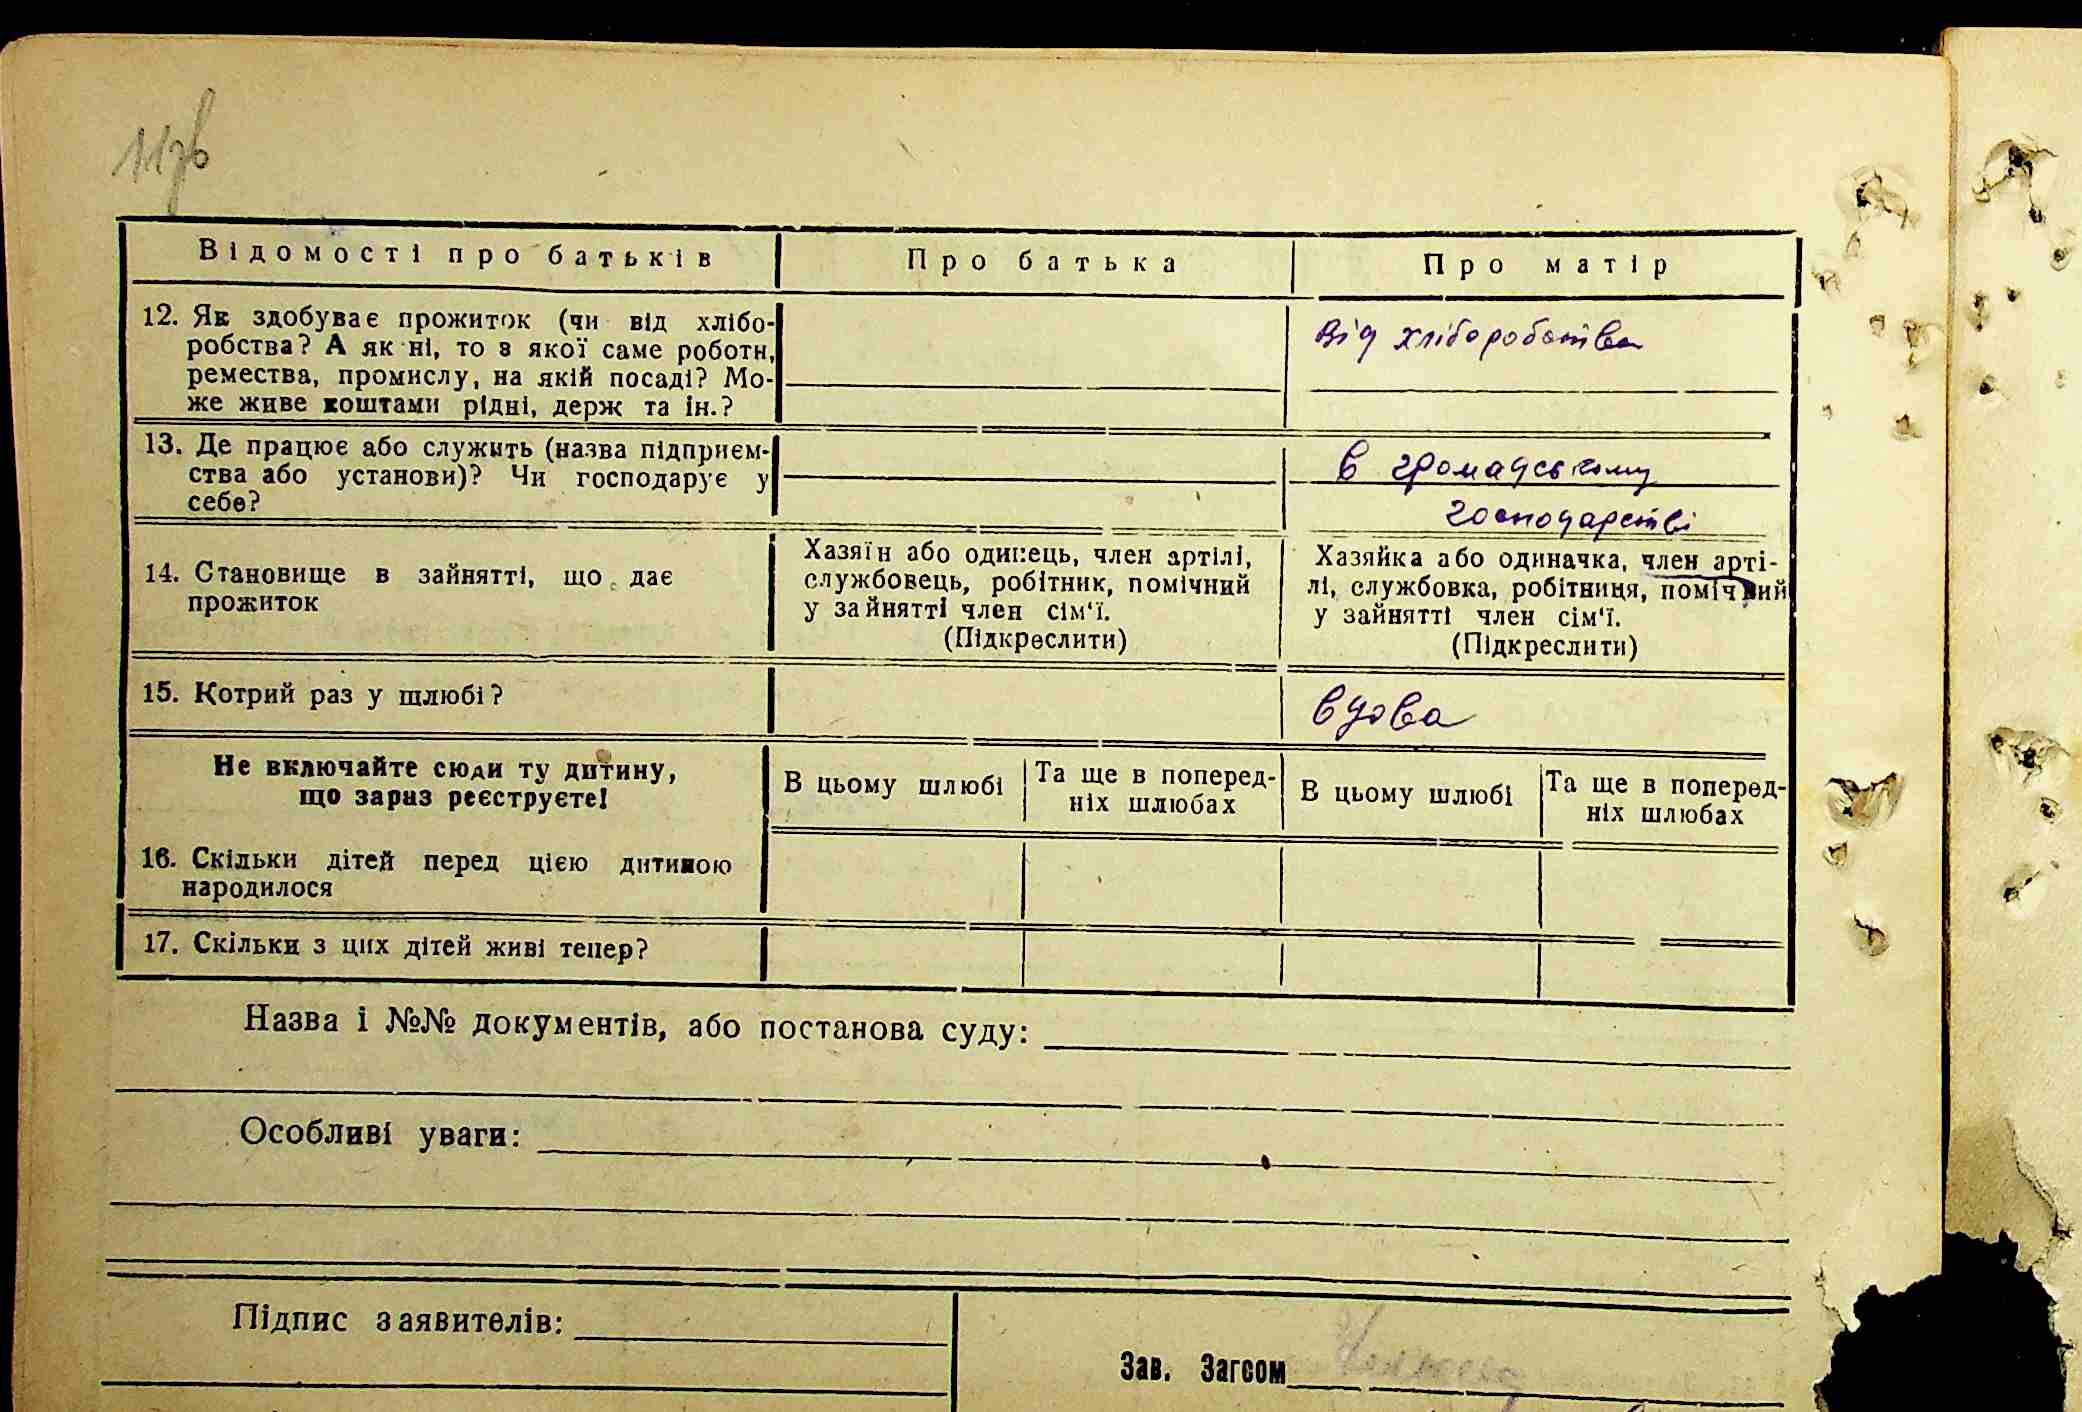 Відомості про батьків Про батька Про матір
12. Як здобуває прожиток (чи від хлібо-
робства? А як ні, то з якої саме роботи,
ремества, промислу, на якій посаді? Мо-
же живе коштами рідні, держ та ін.?
від хліборобства
13. Де працює або служить (назва підприєм-
ства або установи)? Чи господарує у
себе?
в громадському
господарстві
14. Становище в зайнятті, що дає
прожиток
Хазяїн або одинець, член артілі,
службовець, робітник, помічний
у зайнятті член сім'ї.
(Підкреслити)
Хазяйка або одиначка, член арті-
лі, службовка, робітниця, помічний
у зайнятті член сім'ї.
(Підкреслити)
15. Котрий раз у шлюбі?
вдова
Не включайте сюди ту дитину,
що зараз реєструєте!
В цьому шлюбі
Та ще в поперед-
ніх шлюбах
В цьому шлюбі
Та ще в поперед-
ніх шлюбах
16. Скільки дітей перед цією дитиною
народилося
17. Скільки з цих дітей живі тепер?
Назва і №№ документів, або постанова суду:
Особливі уваги:
Підпис заявителів:
Зав. Загсом